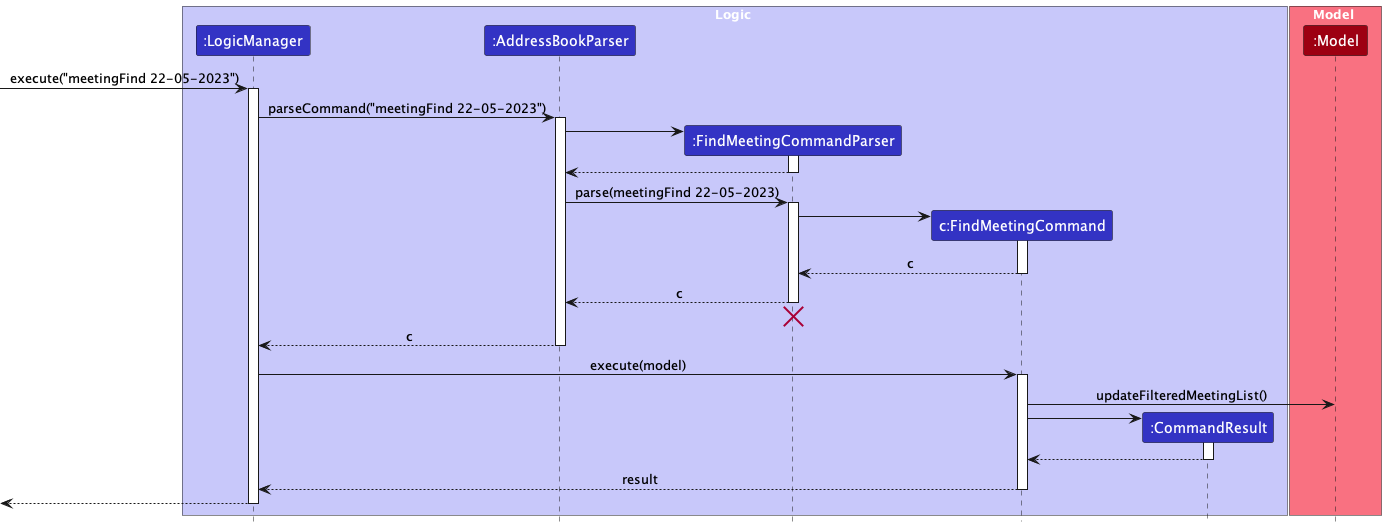 Logic
Model
:LogicManager
:AddressBookParser
:Model
execute("meetingFind 22-05-2023")
parseCommand("meetingFind 22-05-2023")
:FindMeetingCommandParser
parse(meetingFind 22-05-2023)
c:FindMeetingCommand
c
c
c
execute(model)
updateFilteredMeetingList()
:CommandResult
result